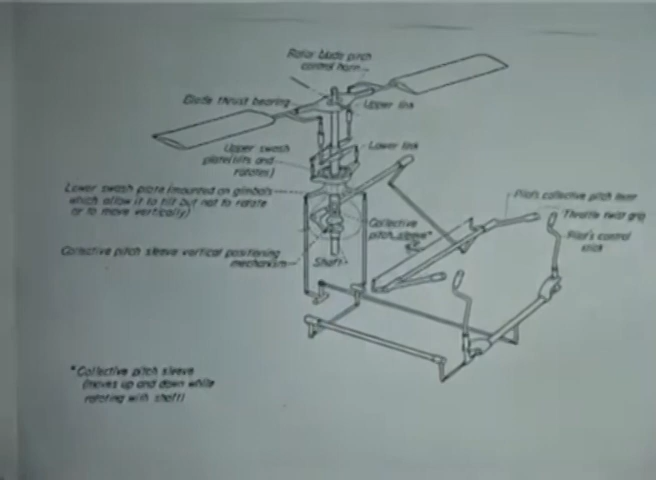 Rotor blade pitch
control horn
Blade thrust bearing
Upper link
Upper swash
plate (tilts and
rotates)
Lower link
Lower swash plate (mounted on gimbals
which allow it to tilt but not to rotate
or to move vertically)
Pilot's collective pitch lever
Throttle twist grip
Collective
pitch sleeve*
Pilot's control
stick
Collective pitch sleeve vertical positioning
mechanism
Shaft
*Collective pitch sleeve
(moves up and down while
rotating with shaft)